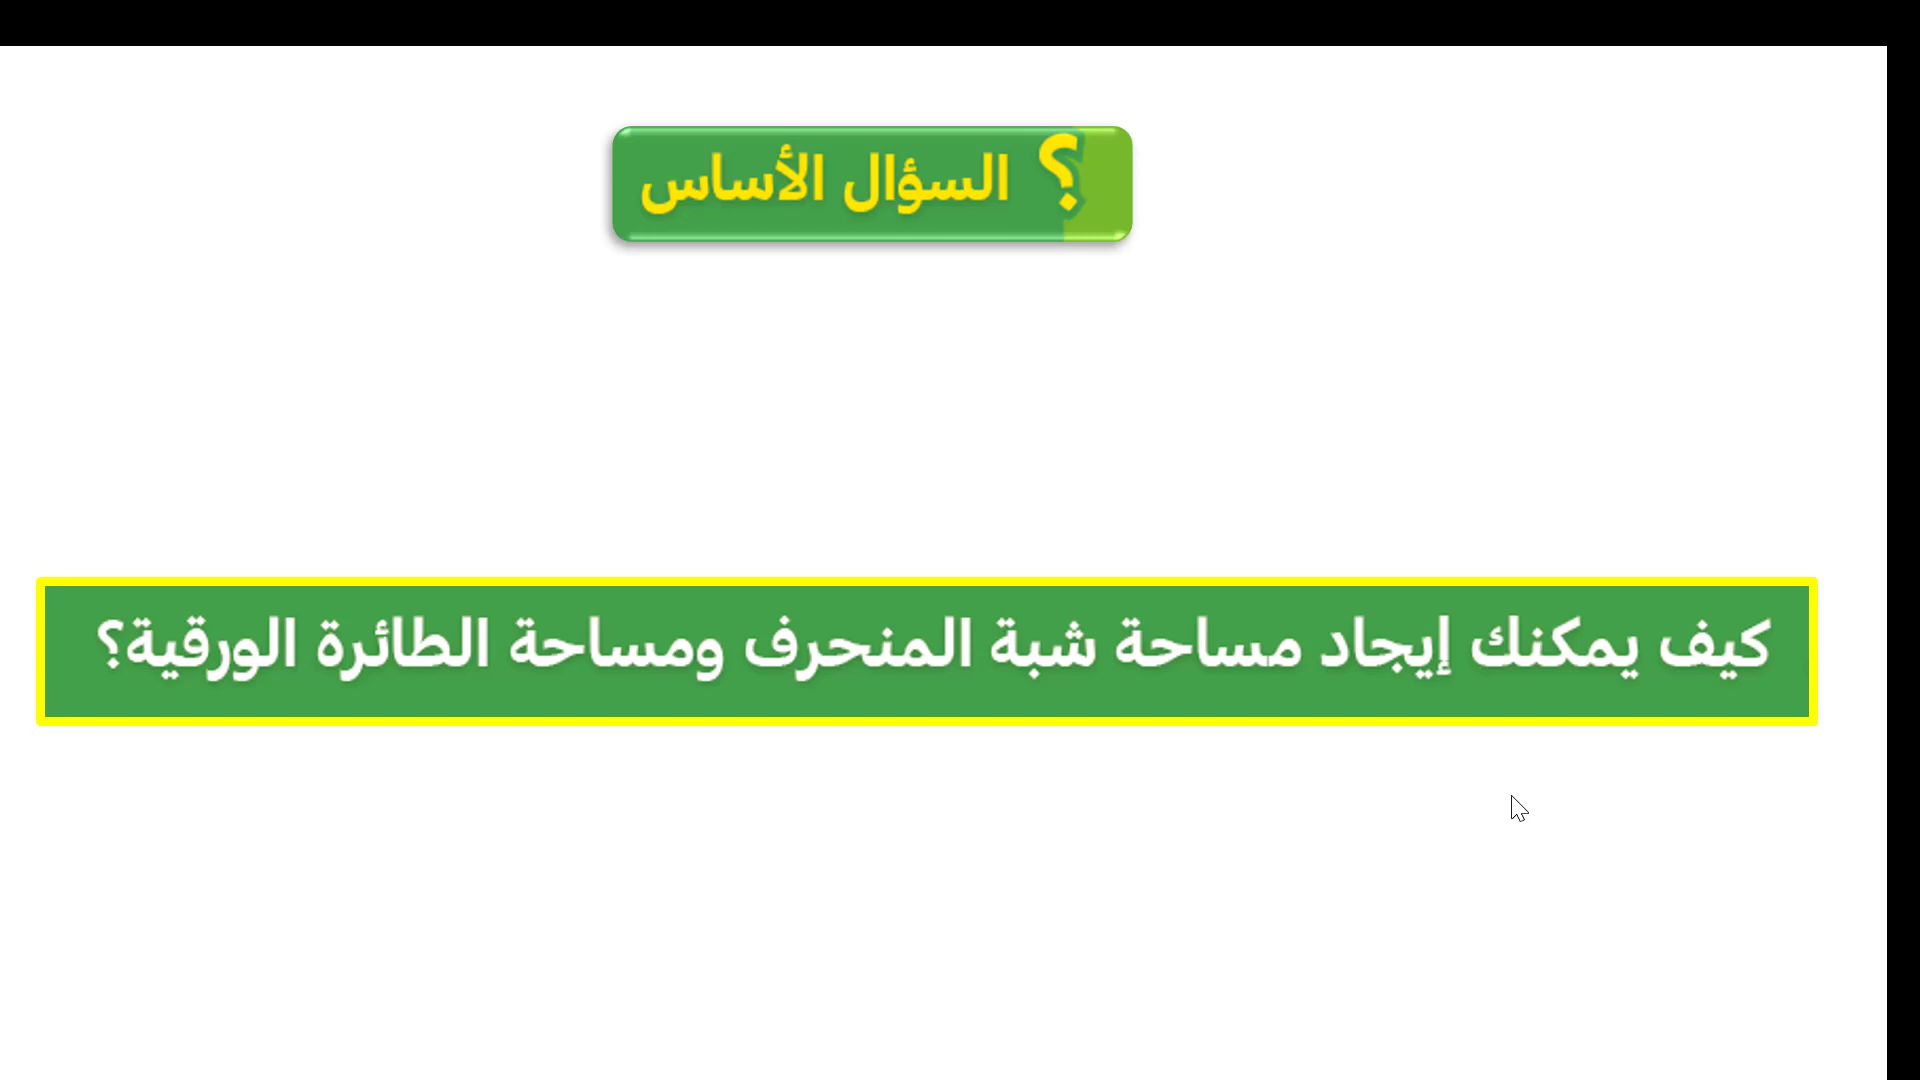 ؟ السؤال الأساس
كيف يمكنك إيجاد مساحة شبة المنحرف ومساحة الطائرة الورقية؟